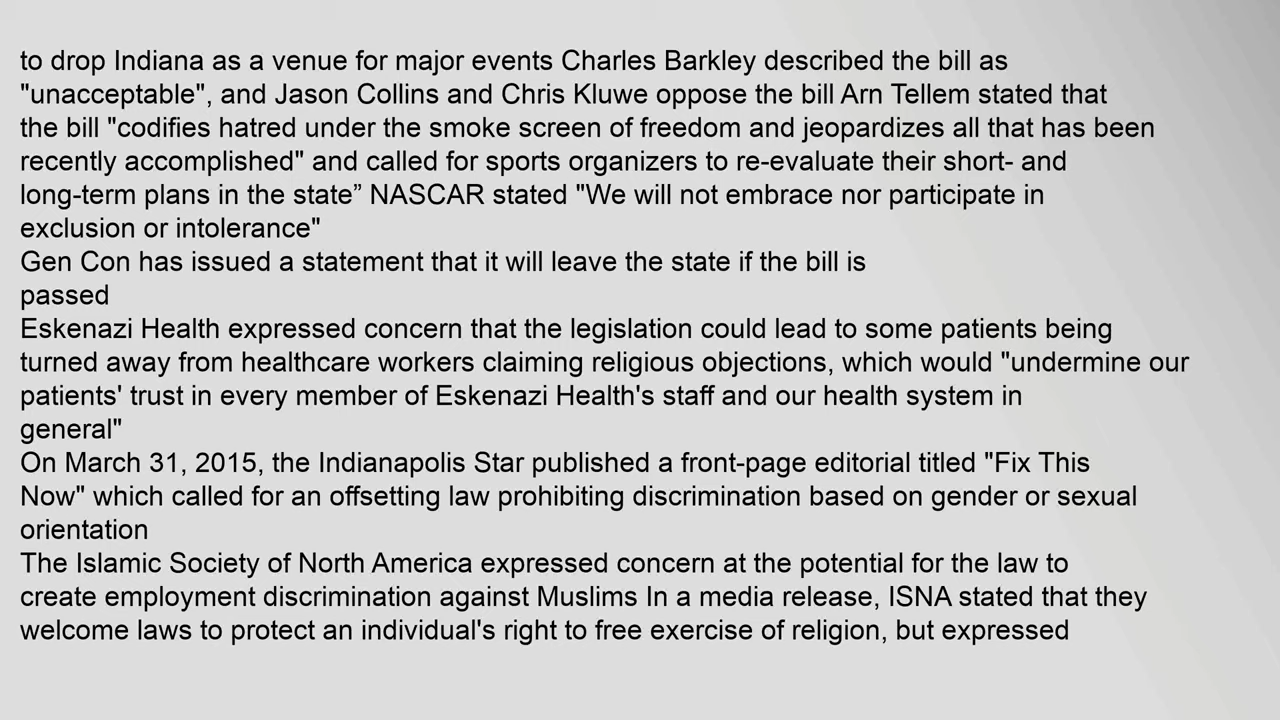 to drop Indiana as a venue for major events Charles Barkley described the bill as
"unacceptable", and Jason Collins and Chris Kluwe oppose the bill Arn Tellem stated that
the bill "codifies hatred under the smoke screen of freedom and jeopardizes all that has been
recently accomplished" and called for sports organizers to re-evaluate their short- and
long-term plans in the state” NASCAR stated "We will not embrace nor participate in
exclusion or intolerance"
Gen Con has issued a statement that it will leave the state if the bill is
passed
Eskenazi Health expressed concern that the legislation could lead to some patients being
turned away from healthcare workers claiming religious objections, which would "undermine our
patients' trust in every member of Eskenazi Health's staff and our health system in
general"
On March 31, 2015, the Indianapolis Star published a front-page editorial titled "Fix This
Now" which called for an offsetting law prohibiting discrimination based on gender or sexual
orientation
The Islamic Society of North America expressed concern at the potential for the law to
create employment discrimination against Muslims In a media release, ISNA stated that they
welcome laws to protect an individual's right to free exercise of religion, but expressed